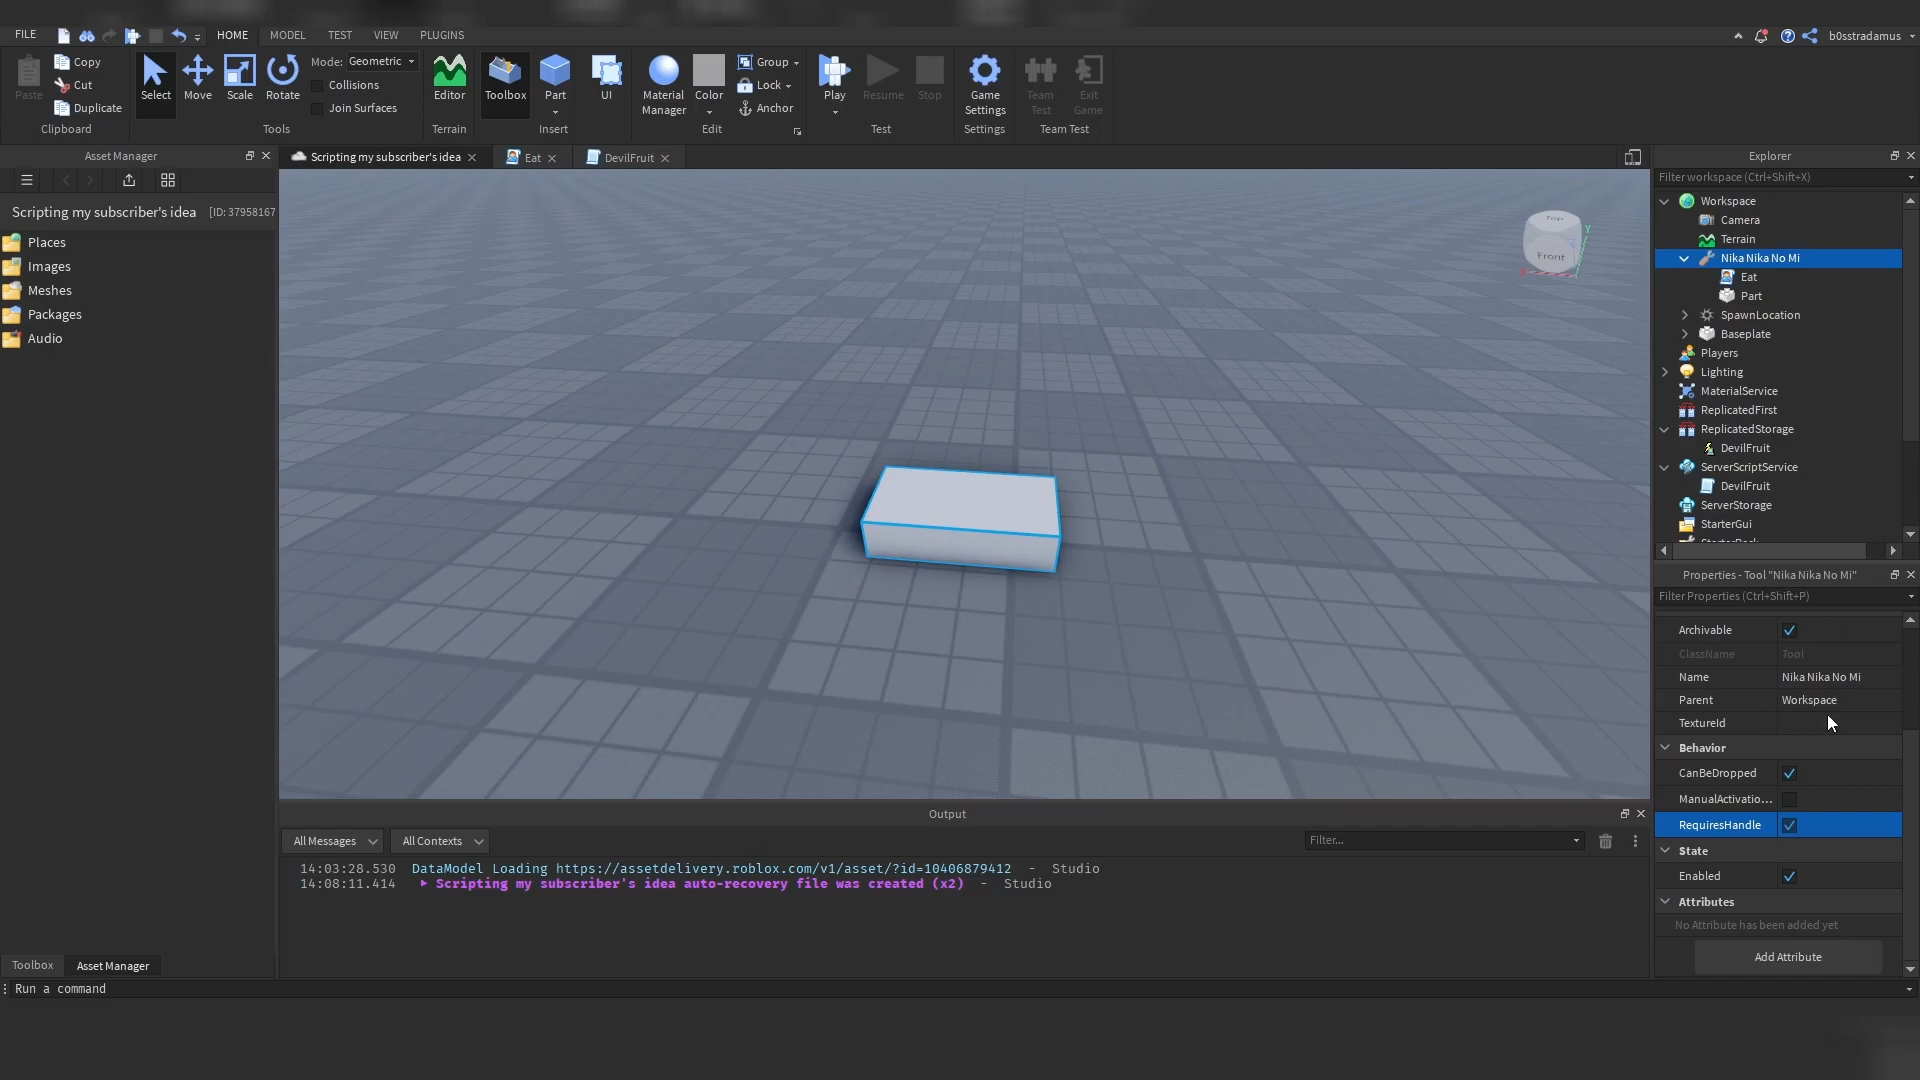 FILE
HOME
MODEL
TEST
VIEW
PLUGINS
b0sstradamus
Paste
Copy
Cut
Duplicate
Clipboard
Select
Move
Scale
Rotate
Mode: Geometric
Collisions
Join Surfaces
Tools
Editor
Terrain
Toolbox
Part
UI
Insert
Material Manager
Color
Group
Lock
Anchor
Edit
Play
Resume
Stop
Test
Game Settings
Settings
Team Test
Exit Game
Team Test
Asset Manager
Scripting my subscriber's idea
[ID: 37958167
Places
Images
Meshes
Packages
Audio
Toolbox
Asset Manager
Scripting my subscriber's idea
Eat
DevilFruit
Front
Y
Output
All Messages
All Contexts
Filter...
14:03:28.530 DataModel Loading https://assetdelivery.roblox.com/v1/asset/?id=10406879412 - Studio
14:08:11.414 Scripting my subscriber's idea auto-recovery file was created (x2) - Studio
Run a command
Explorer
Filter workspace (Ctrl+Shift+X)
Workspace
Camera
Terrain
Nika Nika No Mi
Eat
Part
SpawnLocation
Baseplate
Players
Lighting
MaterialService
ReplicatedFirst
ReplicatedStorage
DevilFruit
ServerScriptService
DevilFruit
ServerStorage
StarterGui
Properties - Tool "Nika Nika No Mi"
Filter Properties (Ctrl+Shift+P)
Archivable
ClassName Tool
Name Nika Nika No Mi
Parent Workspace
TextureId
Behavior
CanBeDropped
ManualActivatio...
RequiresHandle
State
Enabled
Attributes
No Attribute has been added yet
Add Attribute